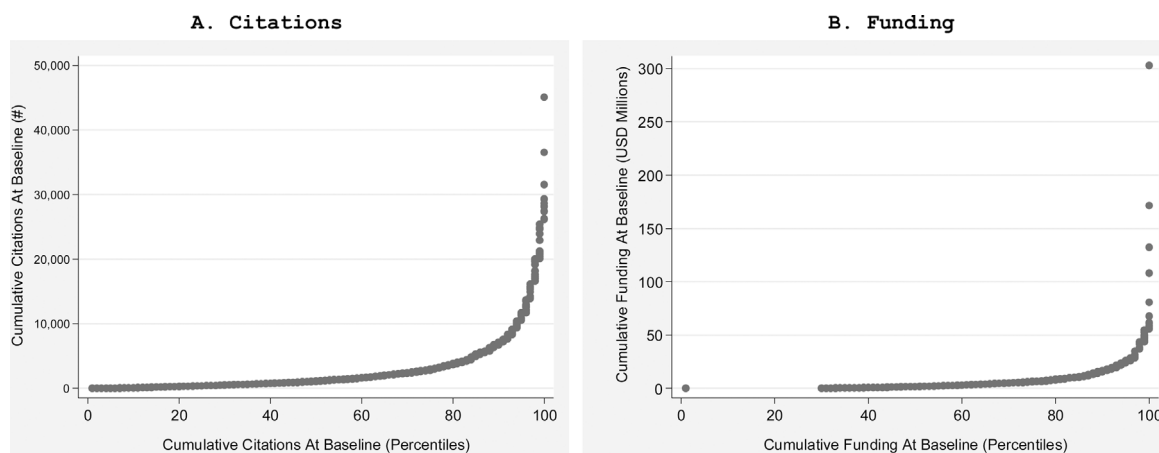 A. Citations
50,000
40,000
30,000
20,000
10,000
0
Cumulative Citations At Baseline (#)
0 20 40 60 80 100
Cumulative Citations At Baseline (Percentiles)
B. Funding
300
250
200
150
100
50
0
Cumulative Funding At Baseline (USD Millions)
0 20 40 60 80 100
Cumulative Funding At Baseline (Percentiles)